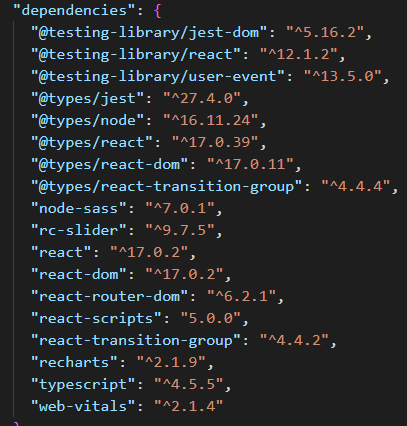 "dependencies": {
"@testing-library/jest-dom": "^5.16.2",
"@testing-library/react": "^12.1.2",
"@testing-library/user-event": "^13.5.0",
"@types/jest": "^27.4.0",
"@types/node": "^16.11.24",
"@types/react": "^17.0.39",
"@types/react-dom": "^17.0.11",
"@types/react-transition-group": "^4.4.4",
"node-sass": "^7.0.1",
"rc-slider": "^9.7.5",
"react": "^17.0.2",
"react-dom": "^17.0.2",
"react-router-dom": "^6.2.1",
"react-scripts": "5.0.0",
"react-transition-group": "^4.4.2",
"recharts": "^2.1.9",
"typescript": "^4.5.5",
"web-vitals": "^2.1.4"